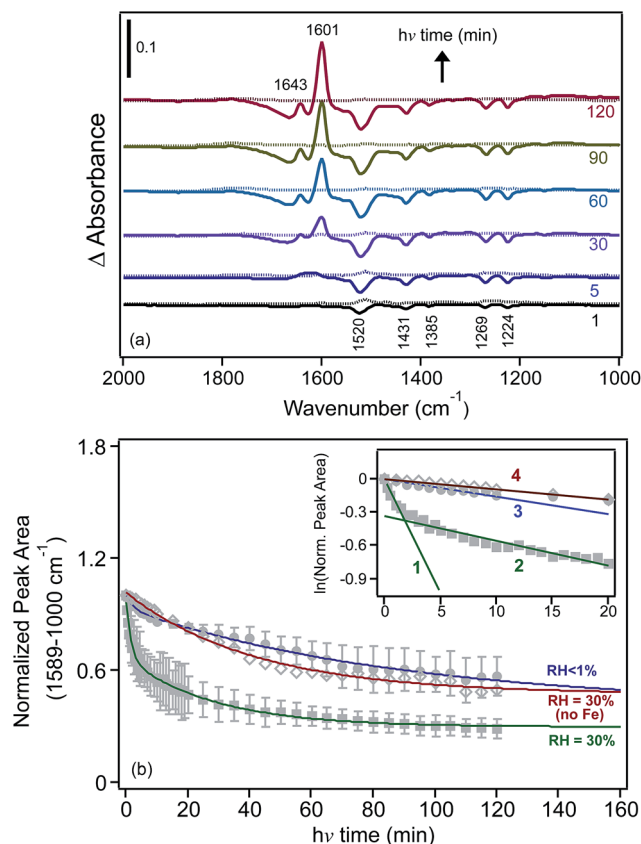 0.1
1643
1601
hν time (min)
120
90
60
30
5
1
Δ Absorbance
(a)
1520
1431
1385
1269
1224
2000 1800 1600 1400 1200 1000
Wavenumber (cm⁻¹)
1.8
1.2
0.6
0
Normalized Peak Area
(1589-1000 cm⁻¹)
0
-0.3
-0.6
-0.9
ln(Norm. Peak Area)
4
3
2
1
0 5 10 15 20
RH<1%
RH = 30%
(no Fe)
RH = 30%
(b)
0 20 40 60 80 100 120 140 160
hν time (min)